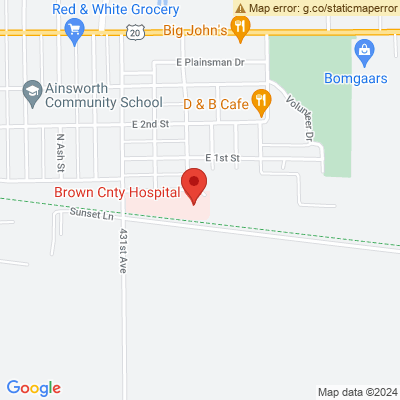 Red & White Grocery
Map error: g.co/staticmaperror
20
Big John's
E Plainsman Dr
Bomgaars
Ainsworth
Community School
D & B Cafe
Volunteer Dr
E 2nd St
N Ash St
E 1st St
Brown Cnty Hospital
Sunset Ln
431st Ave
Google
Map data ©2024